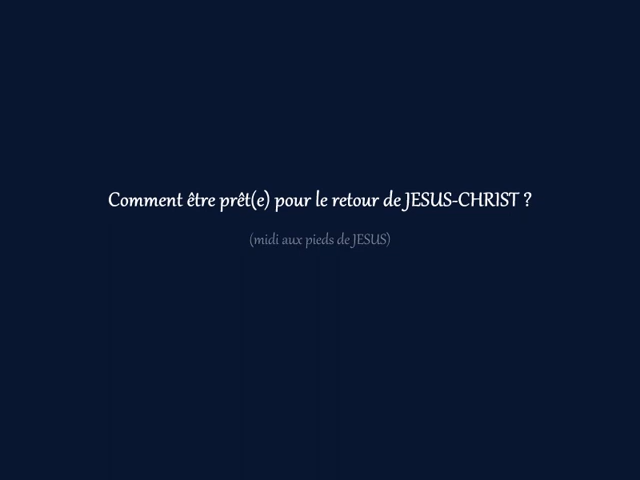 Comment être prêt(e) pour le retour de JESUS-CHRIST ?
(midi aux pieds de JESUS)